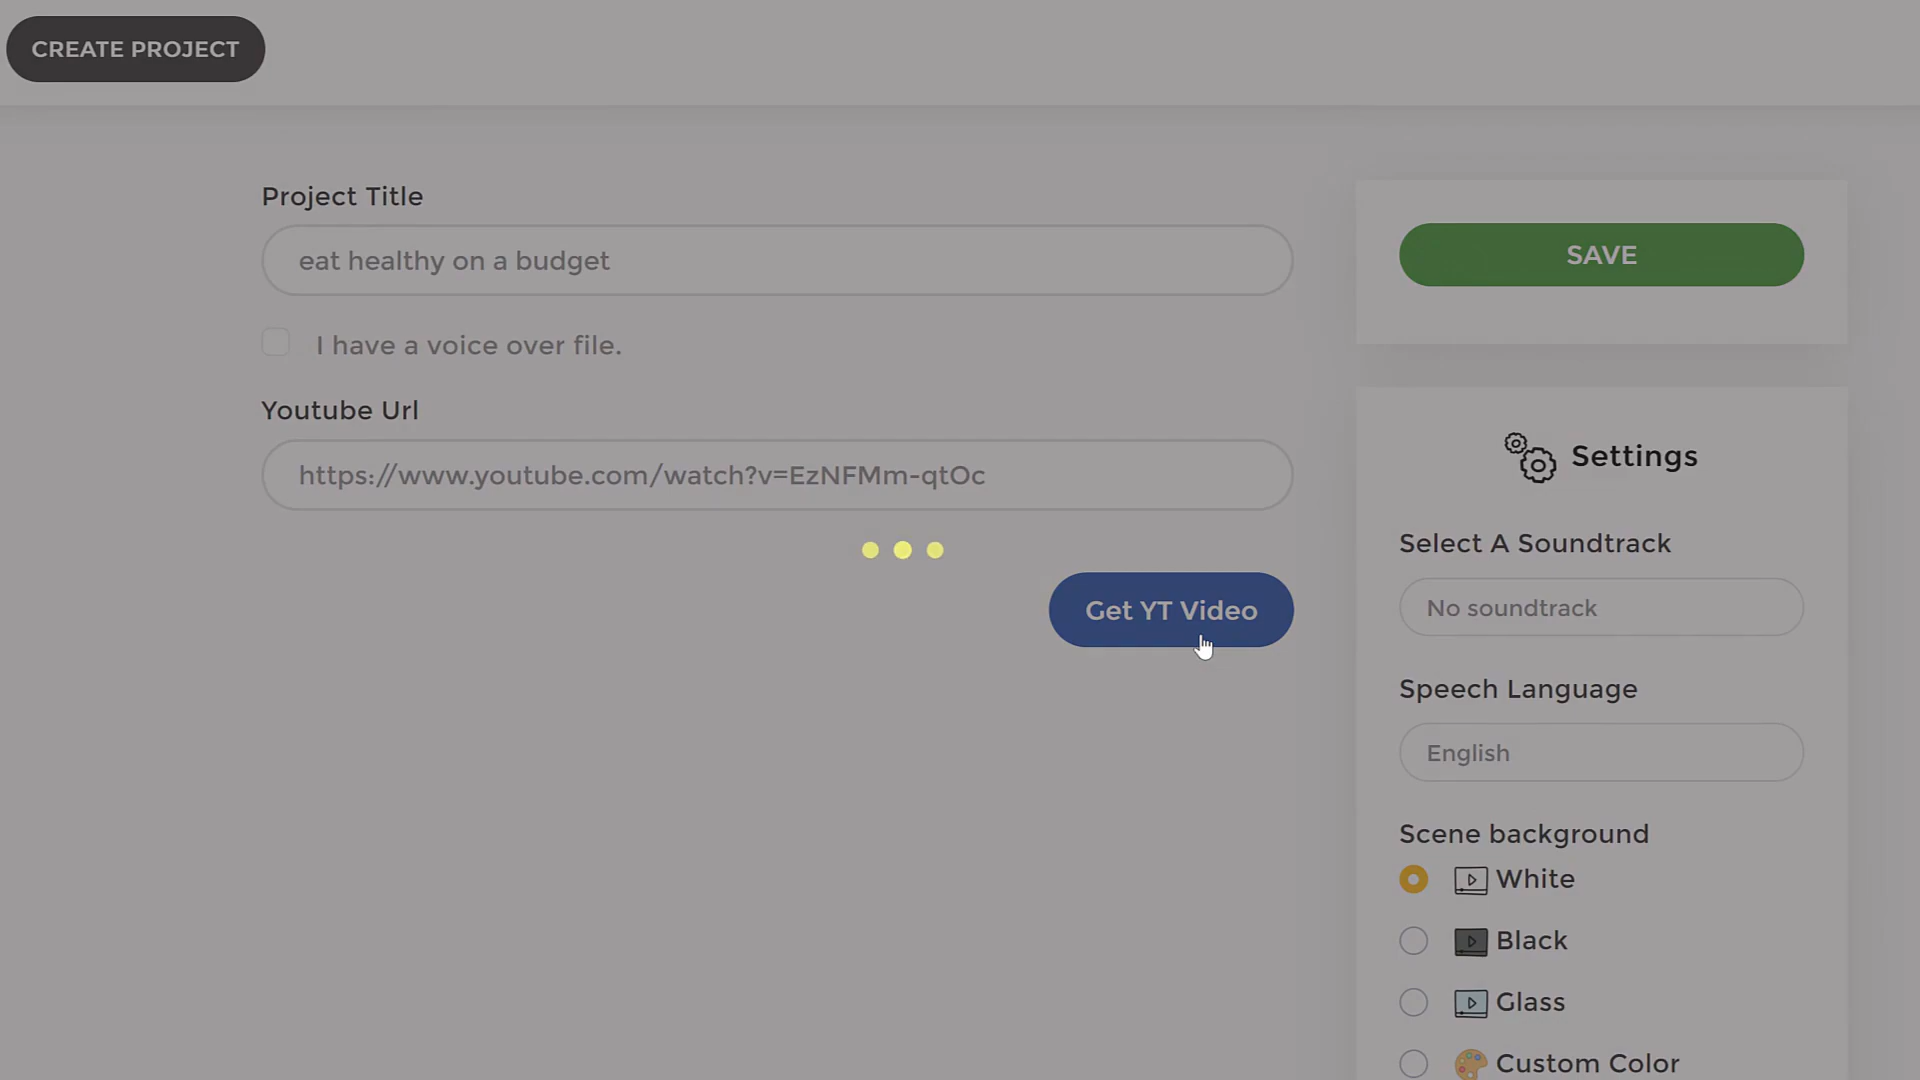 CREATE PROJECT
Project Title
eat healthy on a budget
I have a voice over file.
Youtube Url
https://www.youtube.com/watch?v=EzNFMm-qtOc
Get YT Video
SAVE
Settings
Select A Soundtrack
No soundtrack
Speech Language
English
Scene background
White
Black
Glass
Custom Color